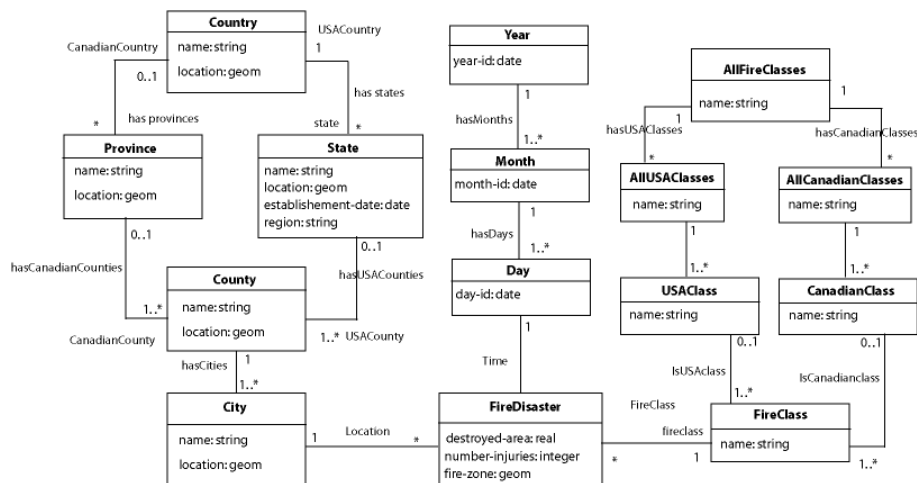 Country
name: string
location: geom
CanadianCountry
0..1
USACountry
1
has provinces
*
has states
state
*
Province
name: string
location: geom
0..1
State
name: string
location: geom
establishement-date: date
region: string
0..1
hasCanadianCounties
hasUSACounties
County
name: string
location: geom
1..*
CanadianCounty
1..*
USACounty
hasCities
1
1..*
City
name: string
location: geom
1
Location
*
Year
year-id: date
1
hasMonths
1..*
Month
month-id: date
1
hasDays
1..*
Day
day-id: date
1
Time
FireDisaster
destroyed-area: real
number-injuries: integer
fire-zone: geom
AllFireClasses
name: string
1
1
hasUSAClasses
hasCanadianClasses
*
*
AllUSAClasses
name: string
1
1..*
AllCanadianClasses
name: string
1
1..*
USAClass
name: string
0..1
CanadianClass
name: string
0..1
IsUSAclass
IsCanadianclass
1..*
FireClass
fireclass
*
1
FireClass
name: string
1..*